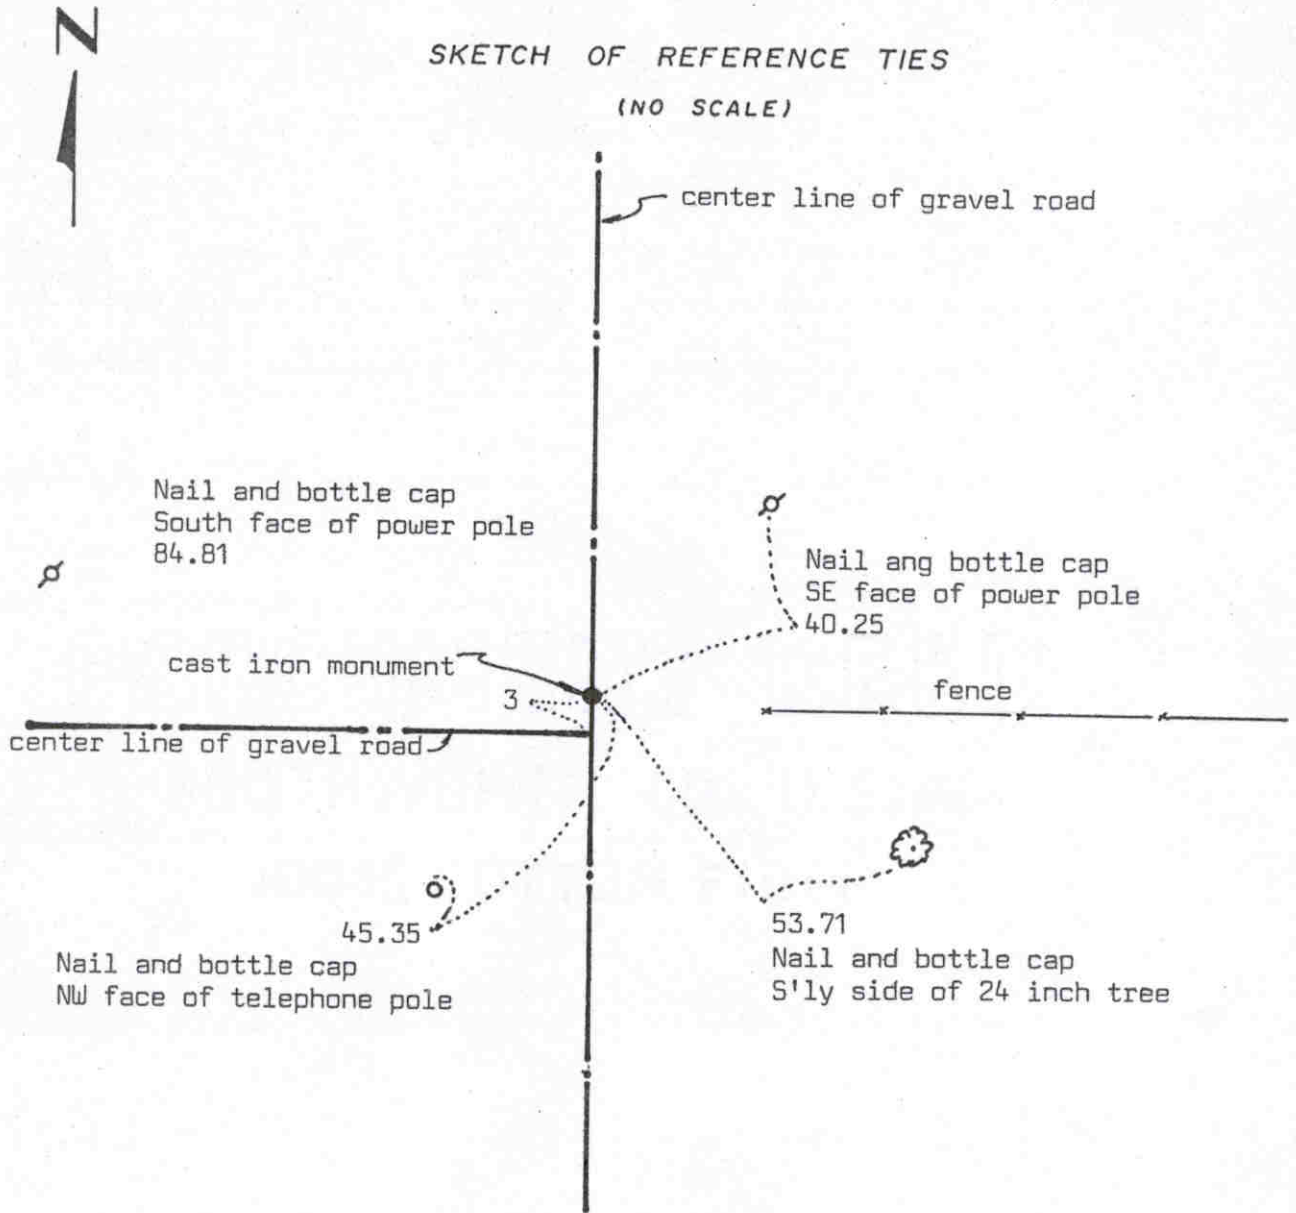 N
SKETCH OF REFERENCE TIES
(NO SCALE)
center line of gravel road
Nail and bottle cap
South face of power pole
84.81
Nail ang bottle cap
SE face of power pole
40.25
cast iron monument
3
fence
center line of gravel road
45.35
Nail and bottle cap
NW face of telephone pole
53.71
Nail and bottle cap
S'ly side of 24 inch tree